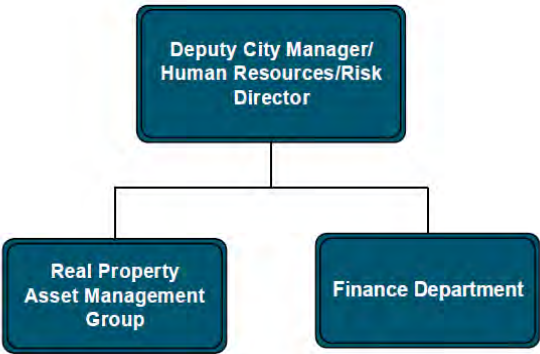 Deputy City Manager/
Human Resources/Risk
Director
Real Property
Asset Management
Group
Finance Department